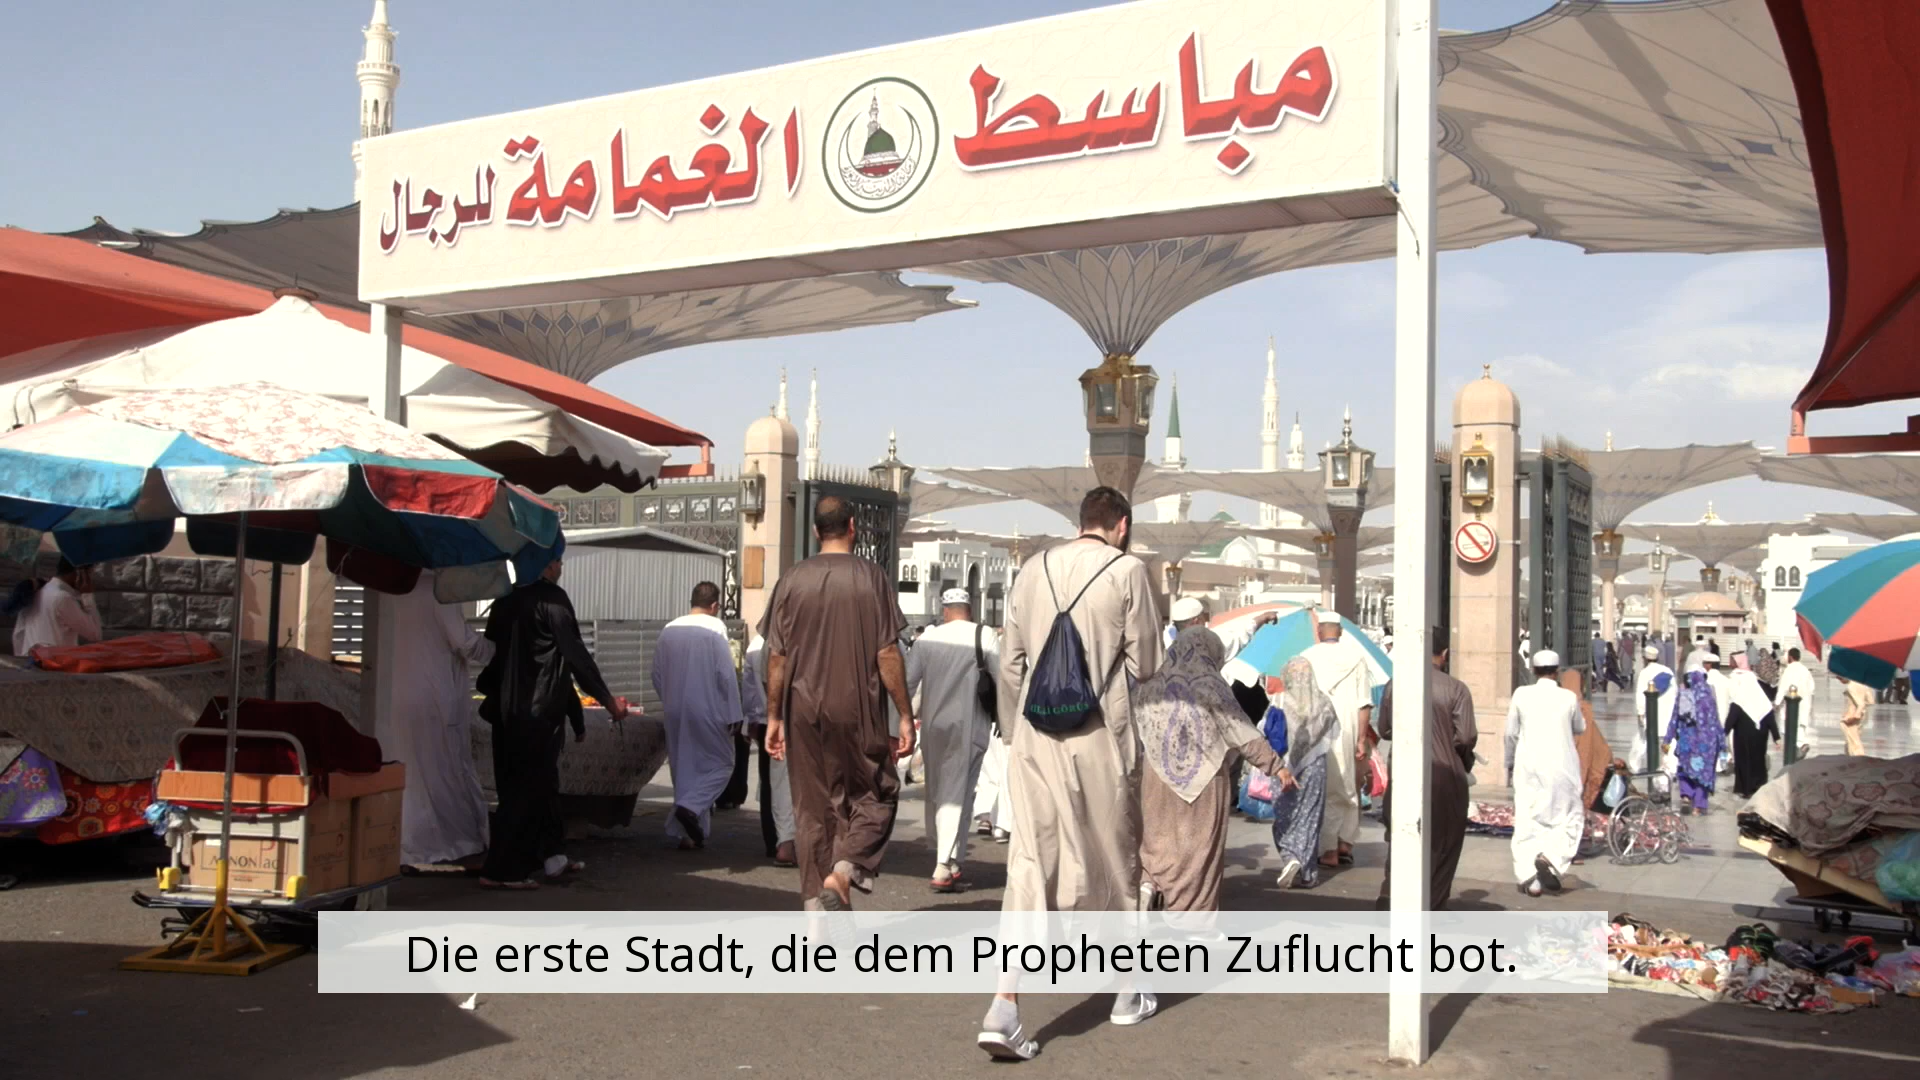 مباسط الغمامة للرجال
Die erste Stadt, die dem Propheten Zuflucht bot.